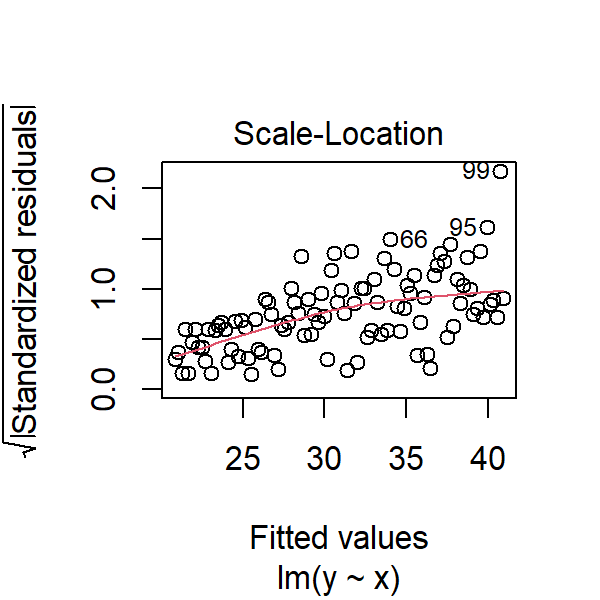 Scale-Location
√|Standardized residuals|
2.0
1.0
0.0
99
95
66
25 30 35 40
Fitted values
lm(y ~ x)